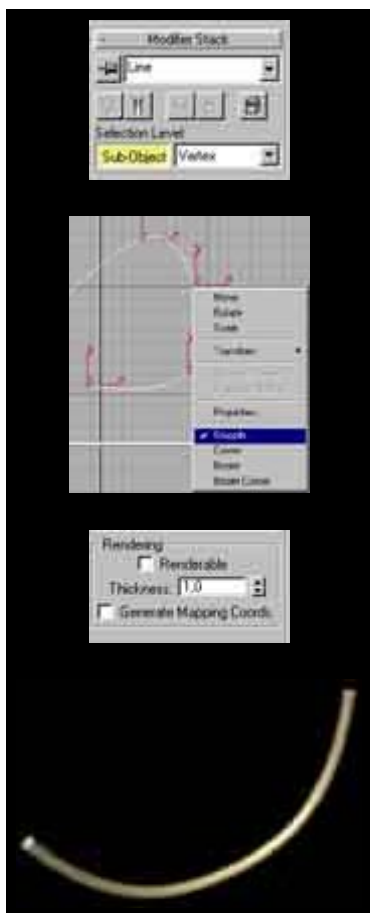 - Modifier Stack
Line
Selection Level
Sub-Object Vertex
Move
Rotate
Scale
Transform
Properties...
Smooth
Corner
Bezier
Bezier Corner
Rendering
Renderable
Thickness: 1,0
Generate Mapping Coords.